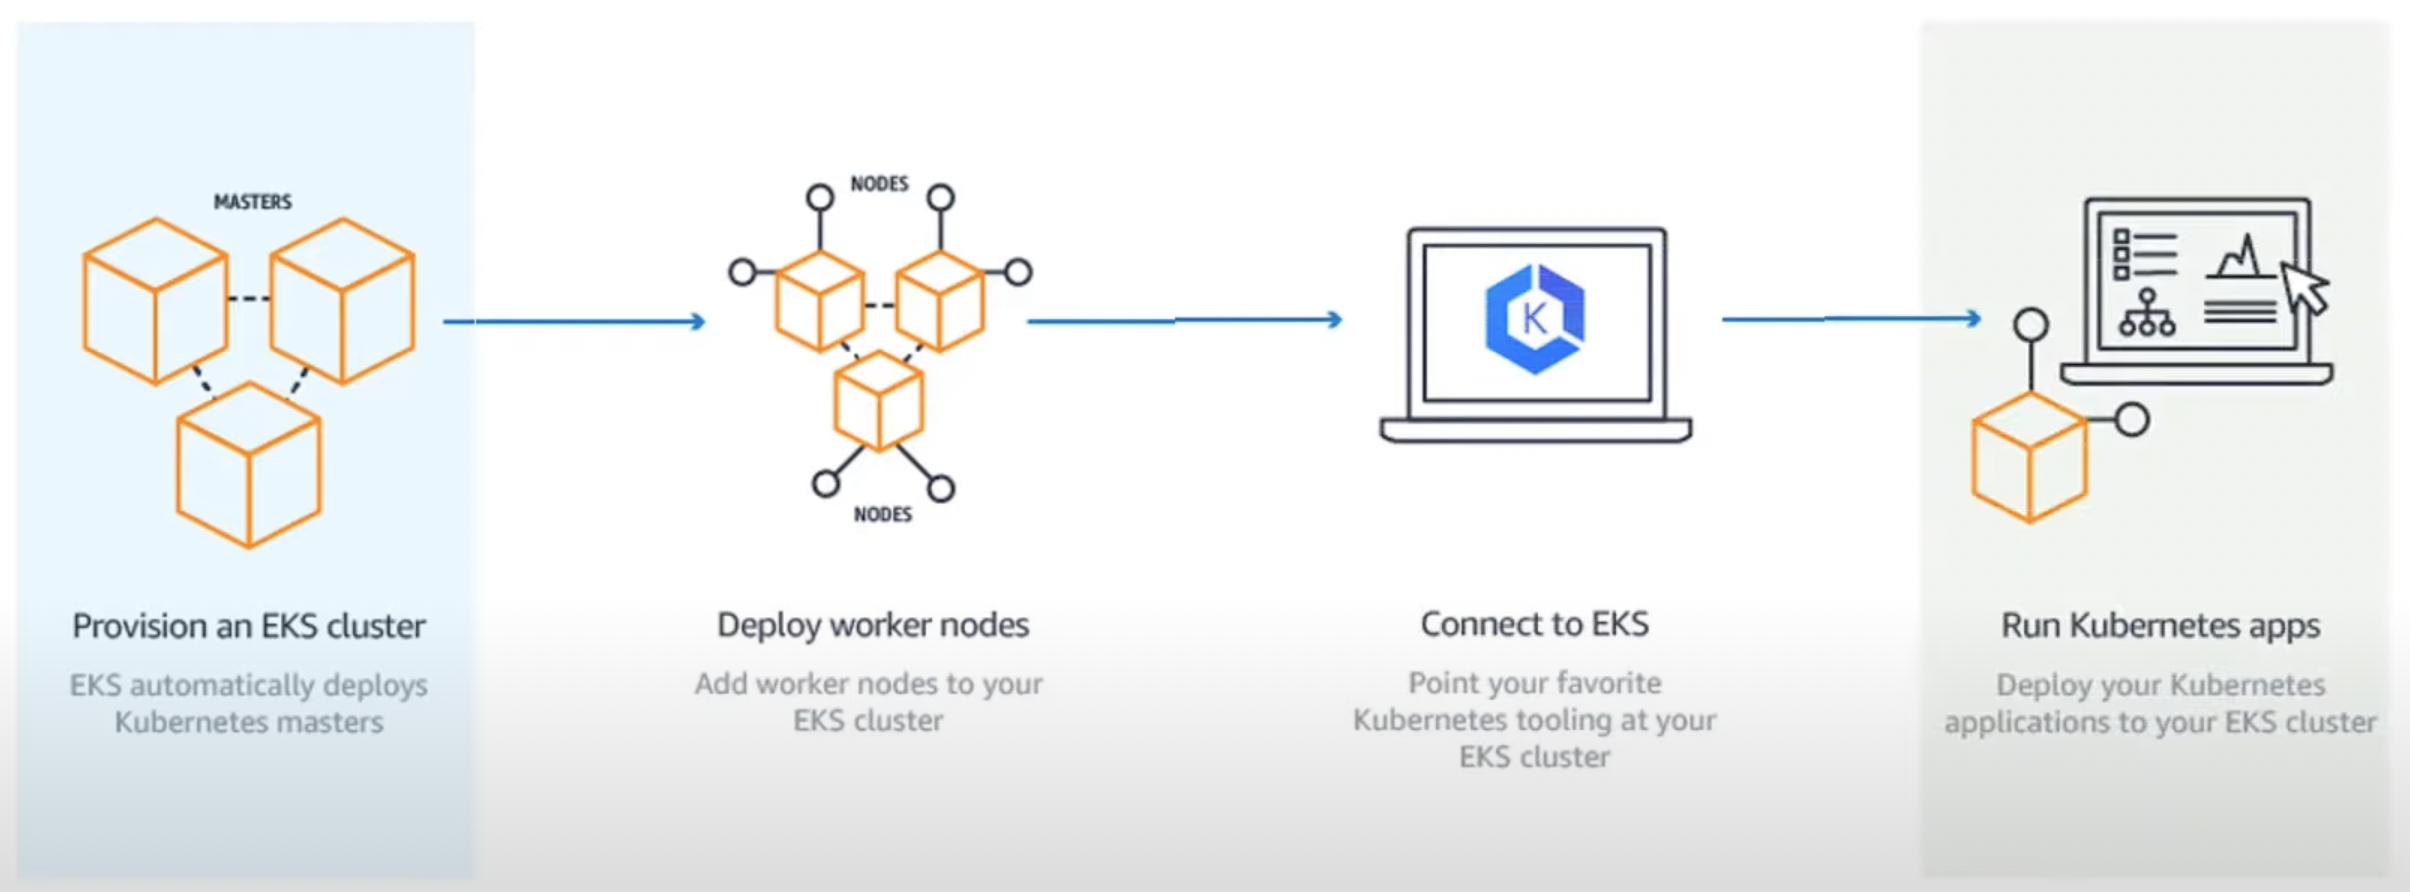 MASTERS
Provision an EKS cluster
EKS automatically deploys
Kubernetes masters
NODES
NODES
Deploy worker nodes
Add worker nodes to your
EKS cluster
K
Connect to EKS
Point your favorite
Kubernetes tooling at your
EKS cluster
Run Kubernetes apps
Deploy your Kubernetes
applications to your EKS cluster